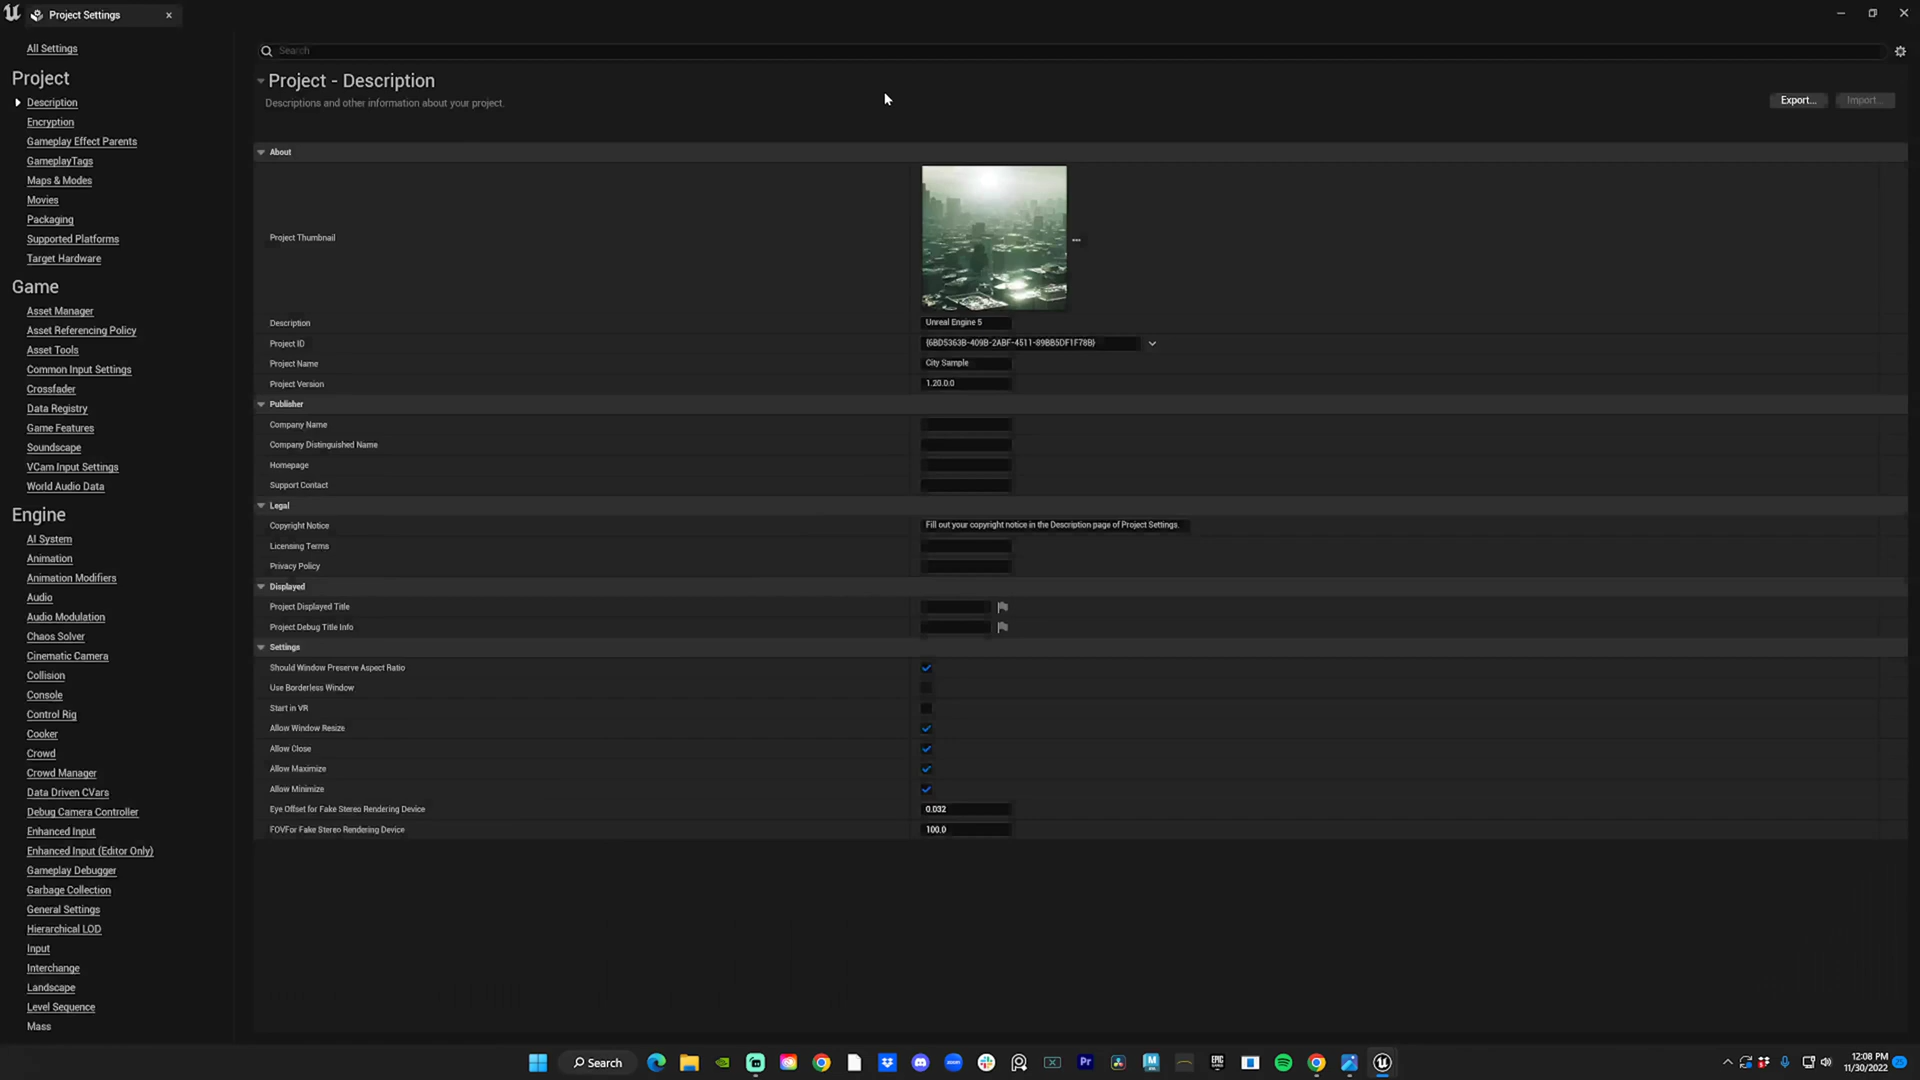 Project Settings
All Settings
Project
Description
Encryption
Gameplay Effect Parents
GameplayTags
Maps & Modes
Movies
Packaging
Supported Platforms
Target Hardware
Game
Asset Manager
Asset Referencing Policy
Asset Tools
Common Input Settings
Crossfader
Data Registry
Game Features
Soundscape
VCam Input Settings
World Audio Data
Engine
AI System
Animation
Animation Modifiers
Audio
Audio Modulation
Chaos Solver
Cinematic Camera
Collision
Console
Control Rig
Cooker
Crowd
Crowd Manager
Data Driven CVars
Debug Camera Controller
Enhanced Input
Enhanced Input (Editor Only)
Gameplay Debugger
Garbage Collection
General Settings
Hierarchical LOD
Input
Interchange
Landscape
Level Sequence
Mass
Search
Project - Description
Descriptions and other information about your project.
Export...
Import...
About
Project Thumbnail
Description Unreal Engine 5
Project ID {6BD5363B-409B-2ABF-4511-89BB5DF1F78B}
Project Name City Sample
Project Version 1.20.0.0
Publisher
Company Name
Company Distinguished Name
Homepage
Support Contact
Legal
Copyright Notice Fill out your copyright notice in the Description page of Project Settings.
Licensing Terms
Privacy Policy
Displayed
Project Displayed Title
Project Debug Title Info
Settings
Should Window Preserve Aspect Ratio
Use Borderless Window
Start in VR
Allow Window Resize
Allow Close
Allow Maximize
Allow Minimize
Eye Offset for Fake Stereo Rendering Device 0.032
FOVFor Fake Stereo Rendering Device 100.0
Search
zoom
Pr
M
EPIC
12:08 PM
11/30/2022